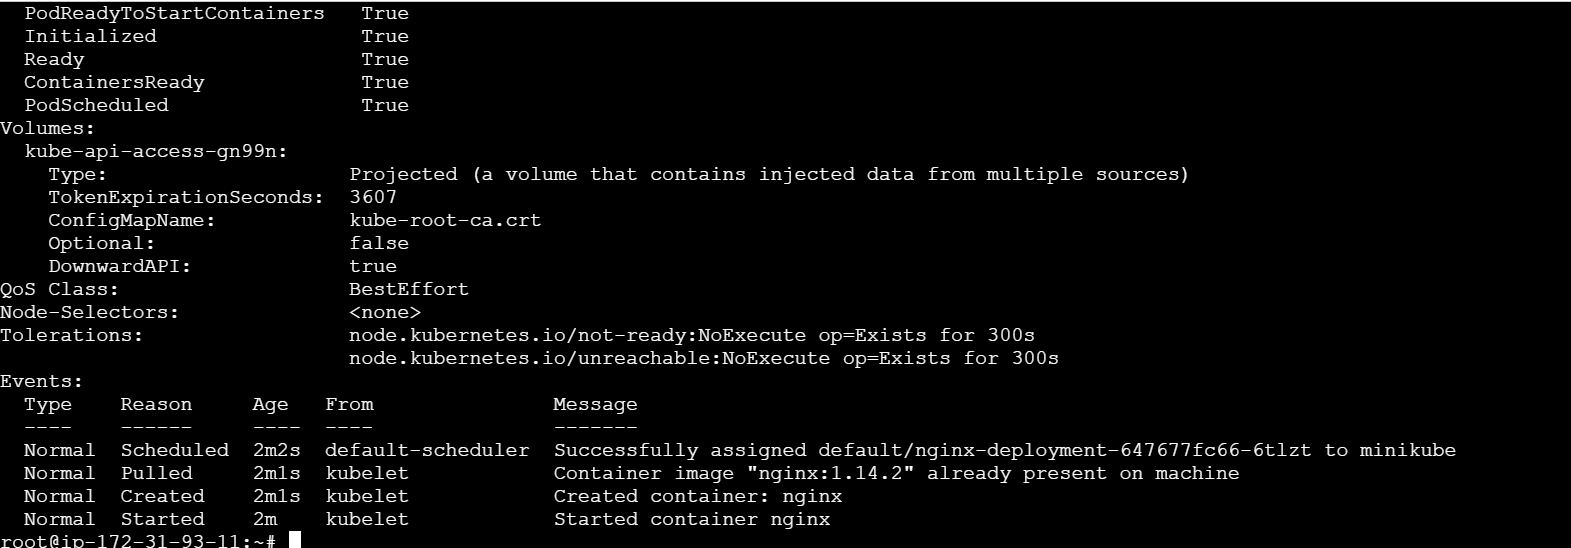 PodReadyToStartContainers   True
Initialized                 True
Ready                       True
ContainersReady             True
PodScheduled                True
Volumes:
kube-api-access-gn99n:
Type:                    Projected (a volume that contains injected data from multiple sources)
TokenExpirationSeconds:  3607
ConfigMapName:           kube-root-ca.crt
Optional:                false
DownwardAPI:             true
QoS Class:                   BestEffort
Node-Selectors:              <none>
Tolerations:                 node.kubernetes.io/not-ready:NoExecute op=Exists for 300s
node.kubernetes.io/unreachable:NoExecute op=Exists for 300s
Events:
Type    Reason     Age   From               Message
----    ------     ----  ----               -------
Normal  Scheduled  2m2s  default-scheduler  Successfully assigned default/nginx-deployment-647677fc66-6tlzt to minikube
Normal  Pulled     2m1s  kubelet            Container image "nginx:1.14.2" already present on machine
Normal  Created    2m1s  kubelet            Created container: nginx
Normal  Started    2m    kubelet            Started container nginx
root@ip-172-31-93-11:~#